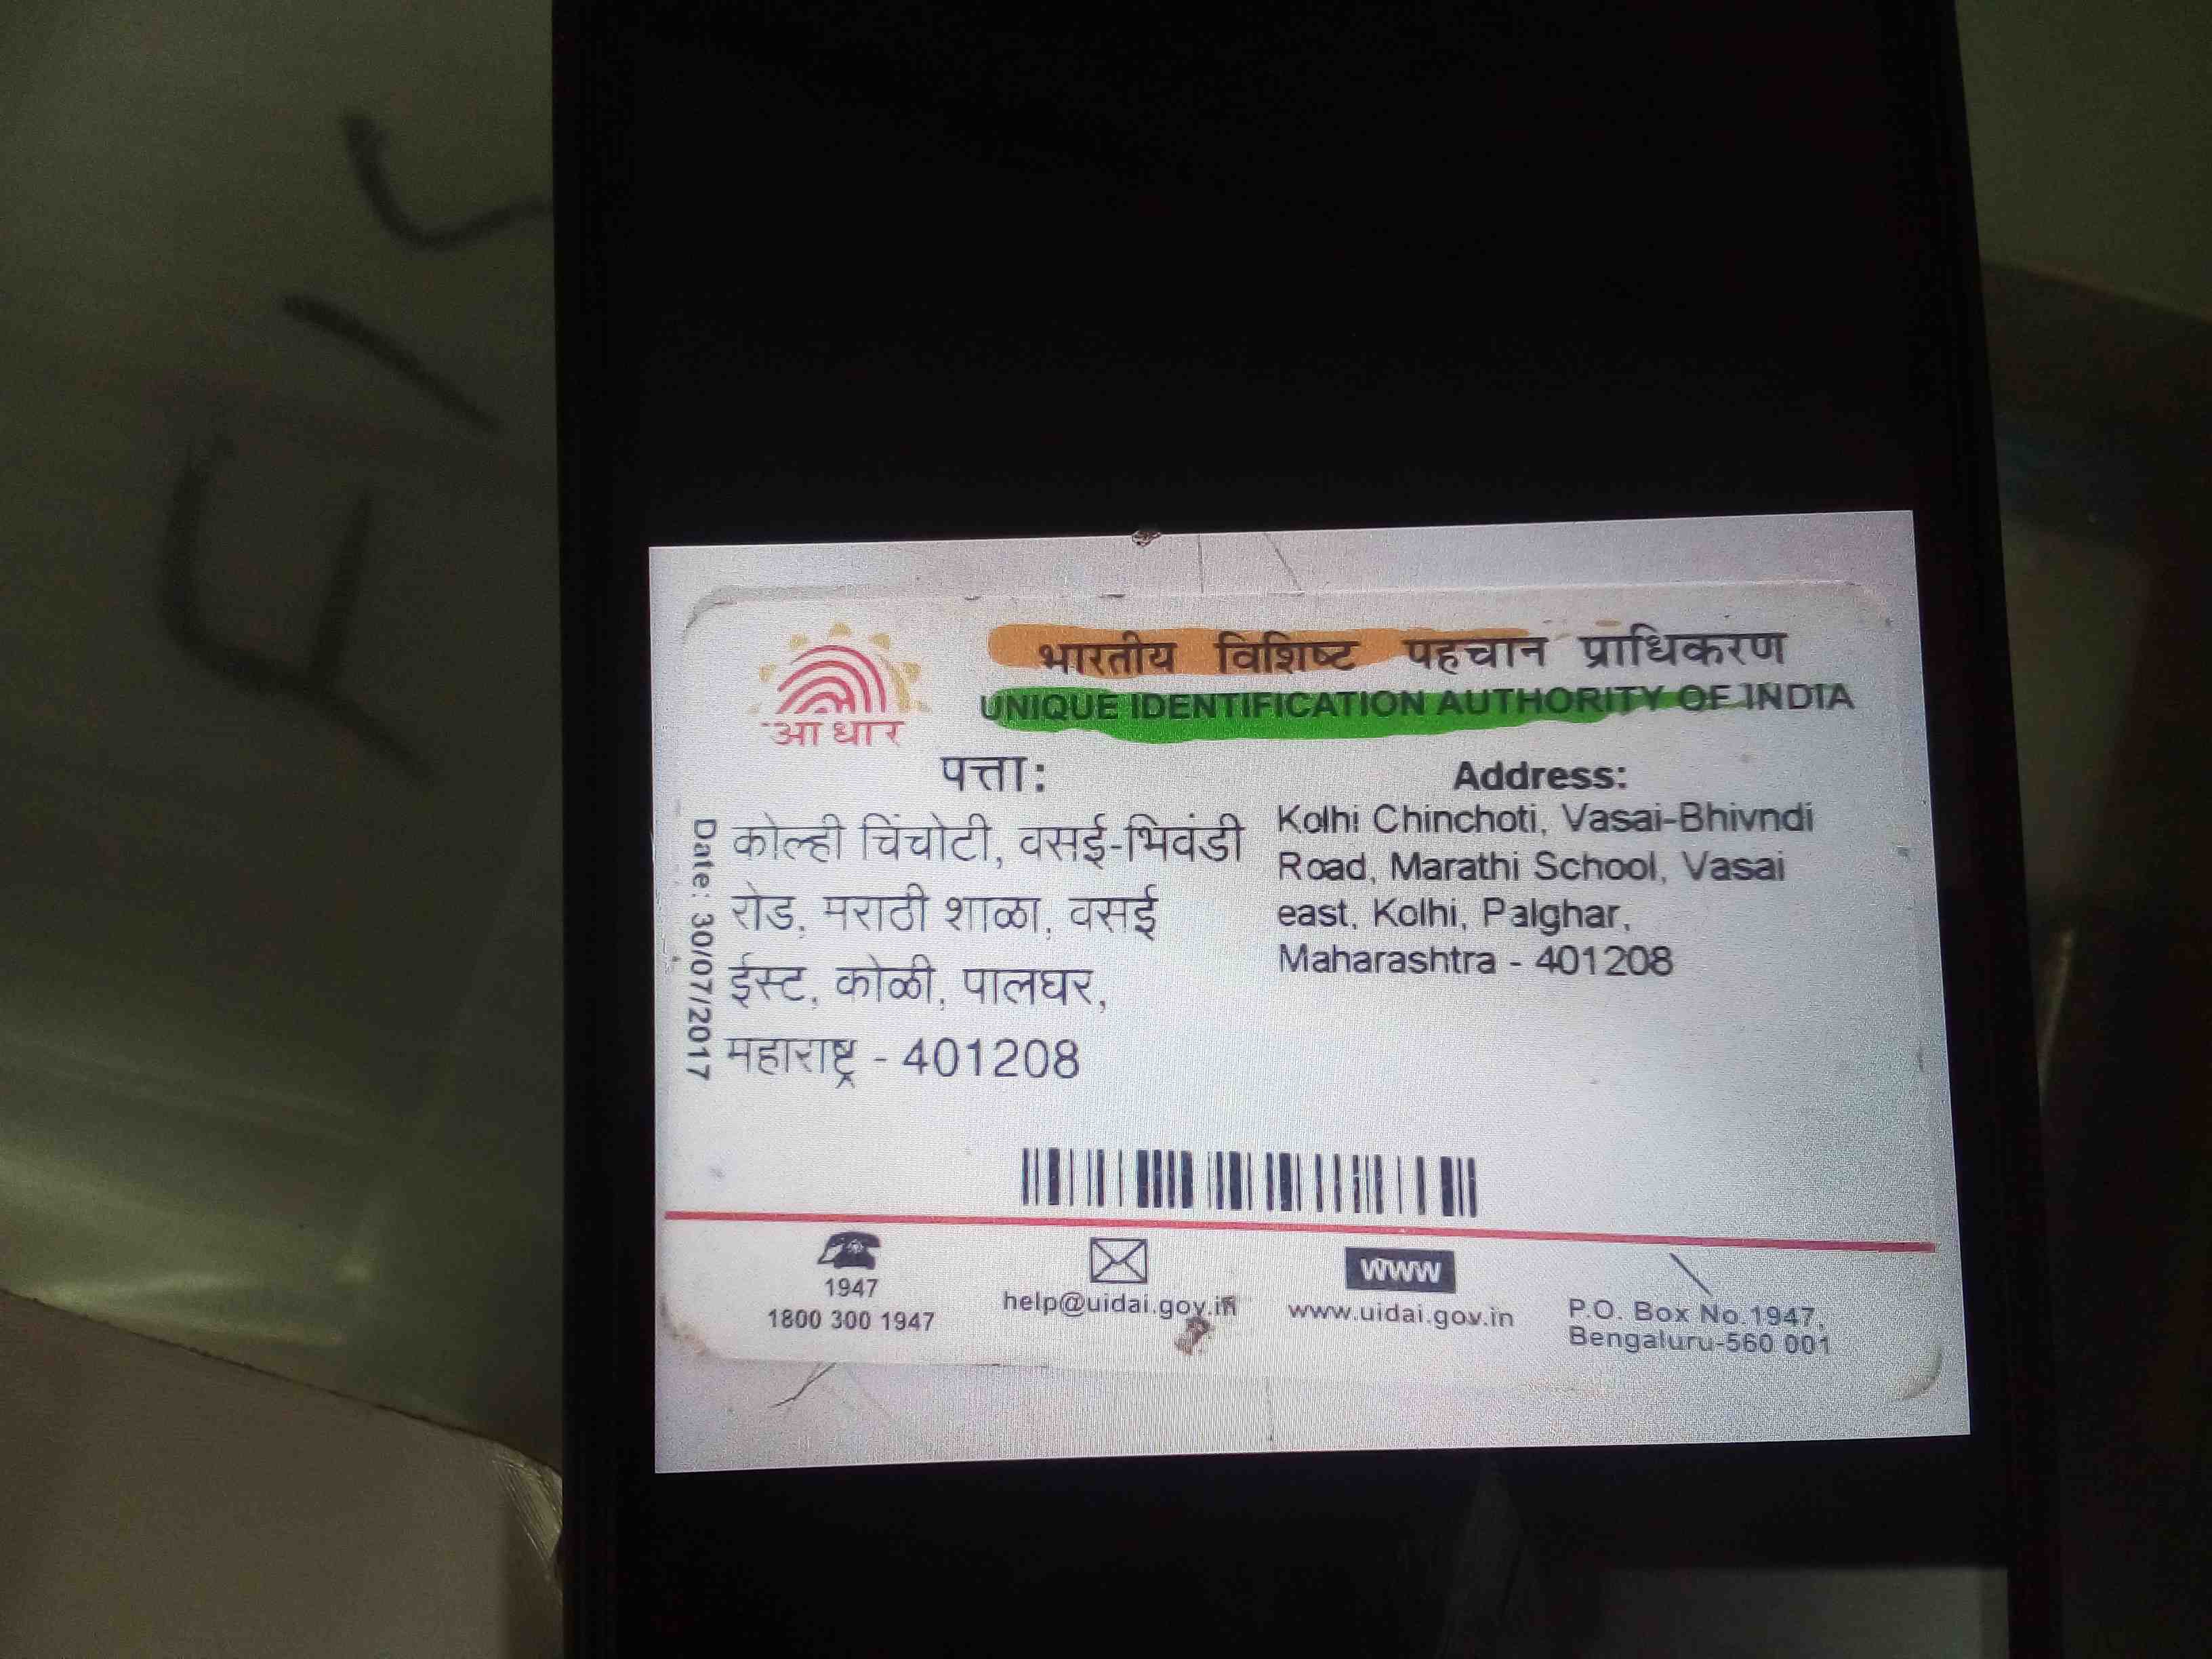 भारतीय विशिष्ट पहचान प्राधिकरण
UNIQUE IDENTIFICATION AUTHORITY OF INDIA
आधार
पत्ता:
कोल्ही चिंचोटी, वसई-भिवंडी
रोड, मराठी शाळा, वसई
ईस्ट, कोळी, पालघर,
महाराष्ट्र - 401208
Address:
Kolhi Chinchoti, Vasai-Bhivndi
Road, Marathi School, Vasai
east, Kolhi, Palghar,
Maharashtra - 401208
Date: 30/07/2017
1947
1800 300 1947
help@uidai.gov.in
www
www.uidai.gov.in
P.O. Box No.1947,
Bengaluru-560 001